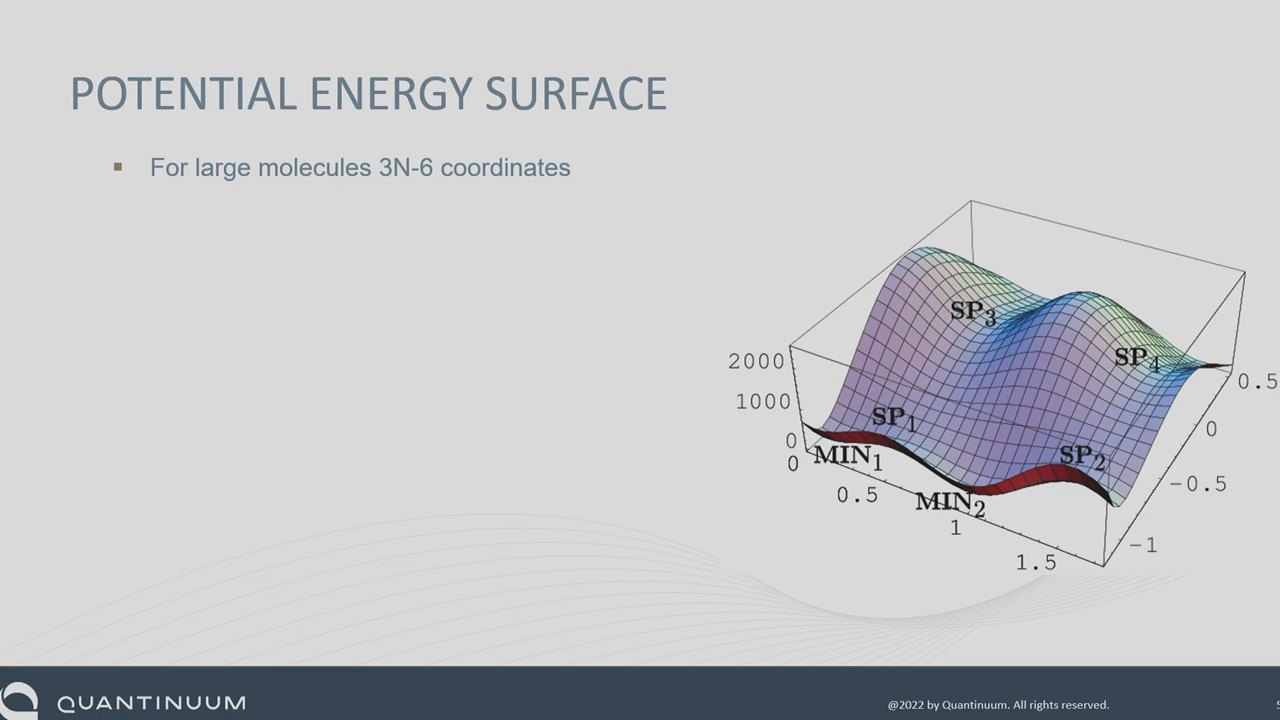 POTENTIAL ENERGY SURFACE
▪ For large molecules 3N-6 coordinates
SP3
SP4
2000
0.5
1000
SP1
0
0
MIN1
SP2
0
-0.5
0.5
MIN2
1
-1
1.5
QUANTINUUM
@2022 by Quantinuum. All rights reserved.